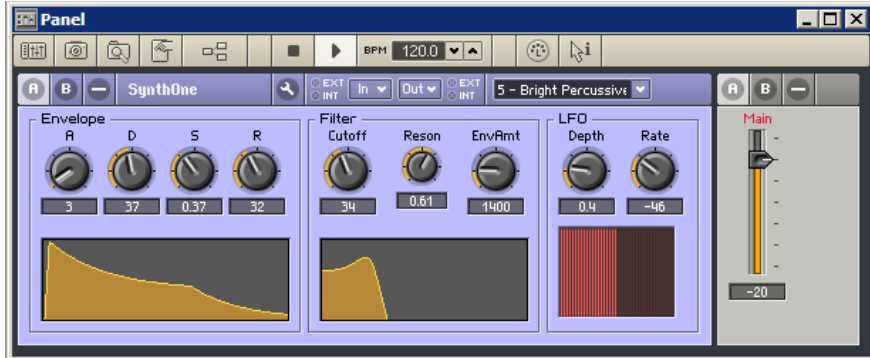 Panel
BPM 120.0
A B SynthOne EXT INT In Out EXT INT 5 - Bright Percussive A B
Envelope Filter LFO Main
A D S R Cutoff Reson EnvAmt Depth Rate
3 37 0.37 32 34 0.61 1400 0.4 -46
-20